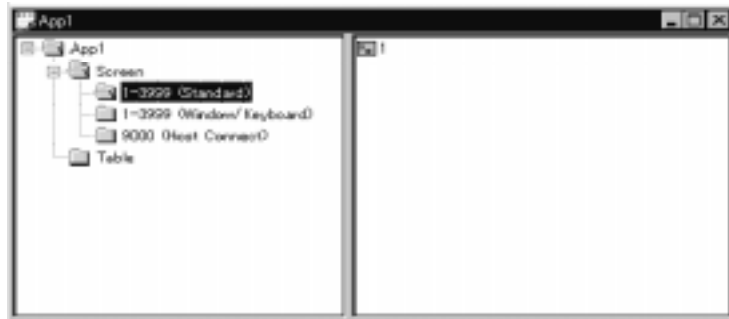 App1
App1
Screen
1-3999 (Standard)
1-3999 (Window/Keyboard)
9000 (Host Connect)
Table
1